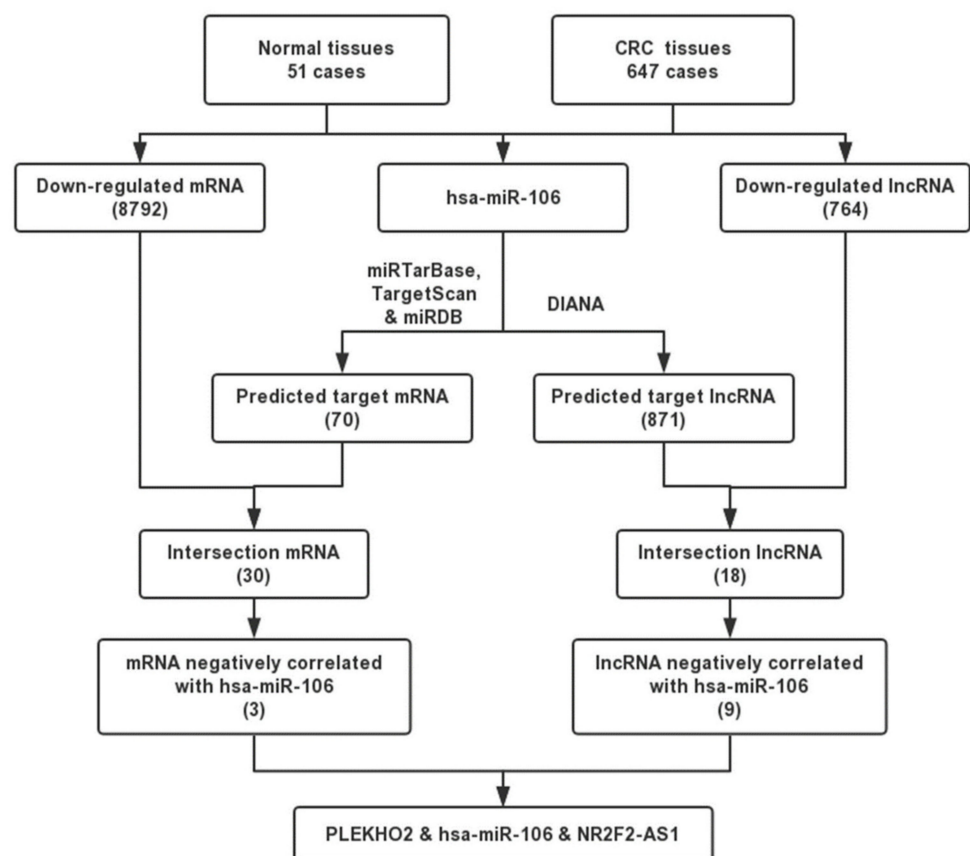 Normal tissues
51 cases
CRC tissues
647 cases
Down-regulated mRNA
(8792)
hsa-miR-106
Down-regulated lncRNA
(764)
miRTarBase,
TargetScan
& miRDB
DIANA
Predicted target mRNA
(70)
Predicted target lncRNA
(871)
Intersection mRNA
(30)
Intersection lncRNA
(18)
mRNA negatively correlated
with hsa-miR-106
(3)
lncRNA negatively correlated
with hsa-miR-106
(9)
PLEKHO2 & hsa-miR-106 & NR2F2-AS1